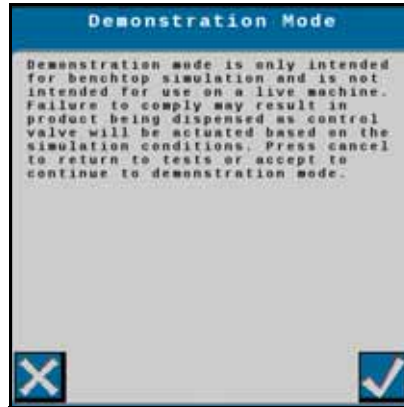 Demonstration Mode
Demonstration mode is only intended
for benchtop simulation and is not
intended for use on a live machine.
Failure to comply may result in
product being dispensed as control
valve will be actuated based on the
simulation conditions. Press cancel
to return to tests or accept to
continue to demonstration mode.